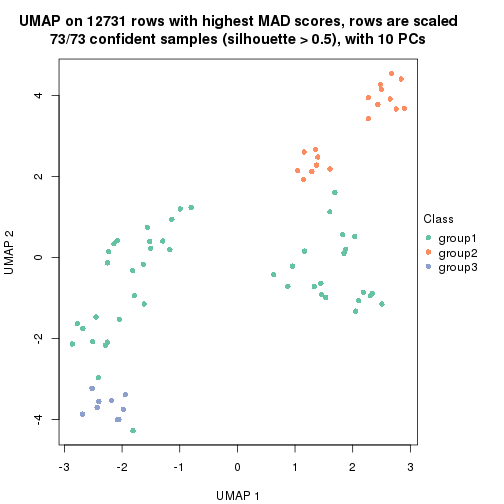 UMAP on 12731 rows with highest MAD scores, rows are scaled
73/73 confident samples (silhouette > 0.5), with 10 PCs
4
2
0
-2
-4
UMAP 2
-3 -2 -1 0 1 2 3
UMAP 1
Class
group1
group2
group3